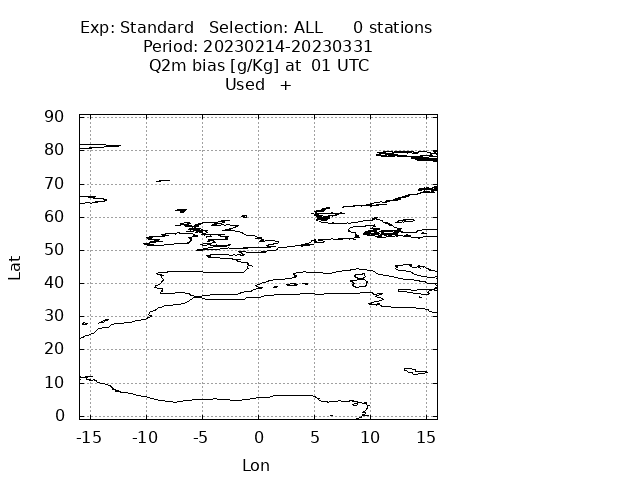 Exp: Standard   Selection: ALL      0 stations
Period: 20230214-20230331
Q2m bias [g/Kg] at  01 UTC
Used   +
90
80
70
60
50
40
30
20
10
0
Lat
-15 -10 -5 0 5 10 15
Lon